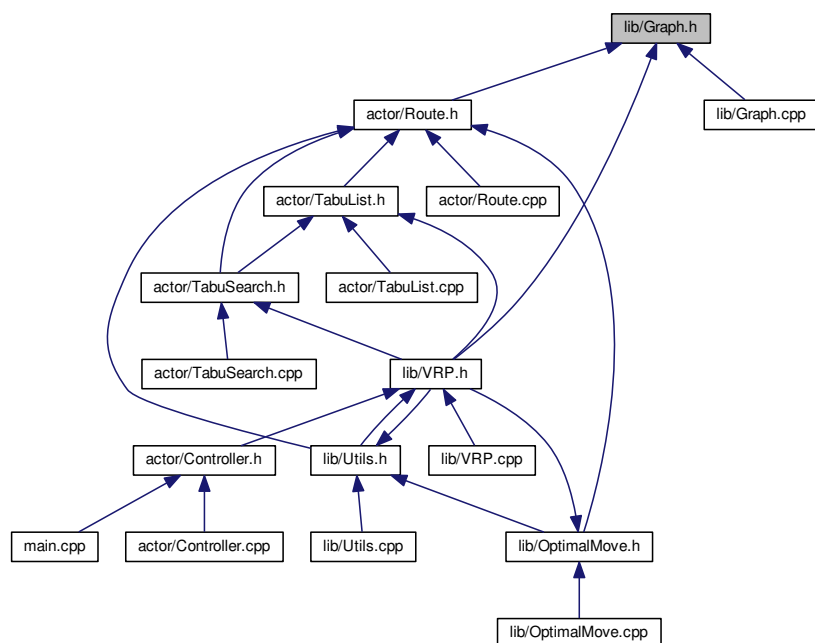 lib/Graph.h
actor/Route.h
lib/Graph.cpp
actor/TabuList.h
actor/Route.cpp
actor/TabuSearch.h
actor/TabuList.cpp
actor/TabuSearch.cpp
lib/VRP.h
actor/Controller.h
lib/Utils.h
lib/VRP.cpp
main.cpp
actor/Controller.cpp
lib/Utils.cpp
lib/OptimalMove.h
lib/OptimalMove.cpp